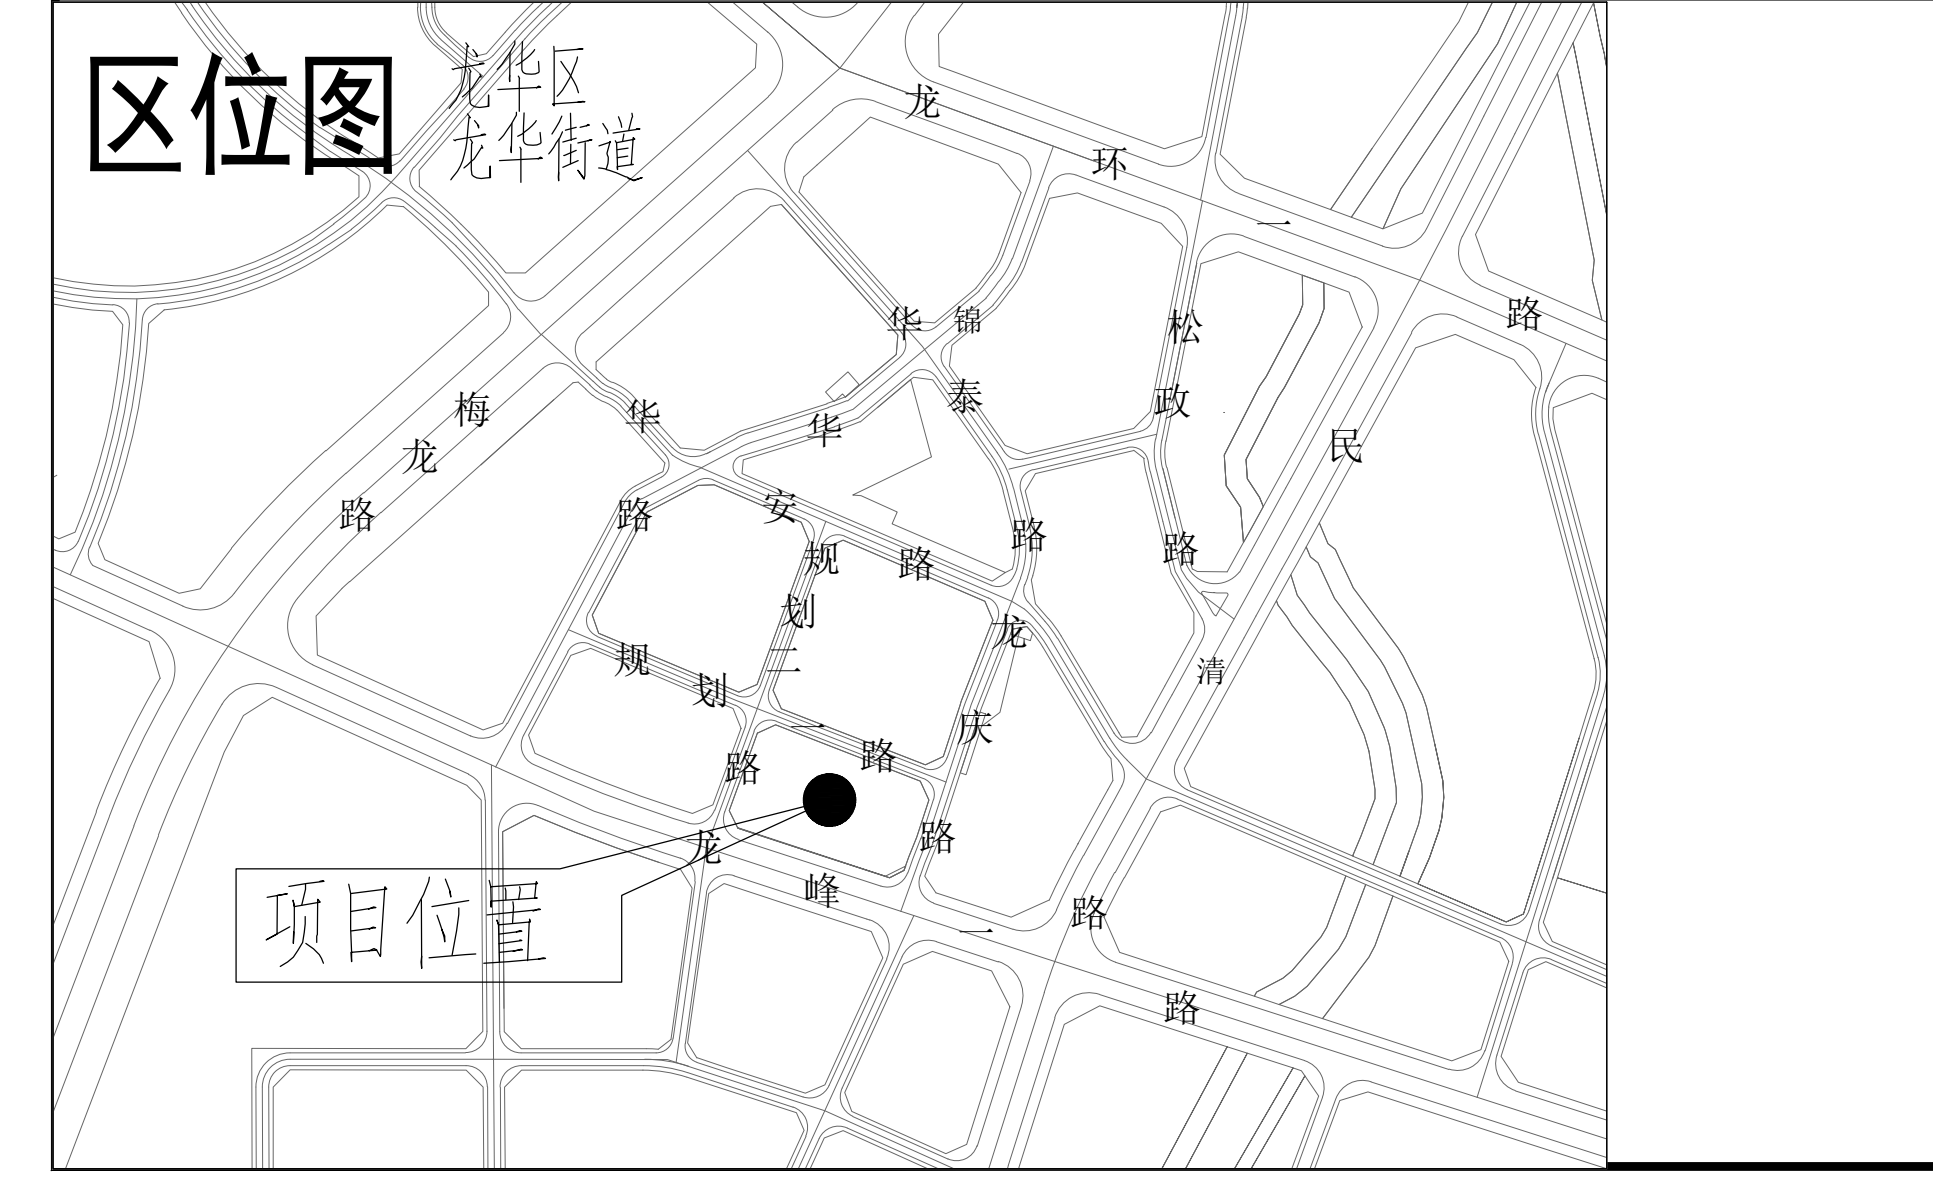 区位图
龙华区
龙华街道
龙环一路
梅龙路
华泰路
锦华路
松政路
华安路
民清路
规划二路
规划一路
龙庆路
龙峰一路
项目位置